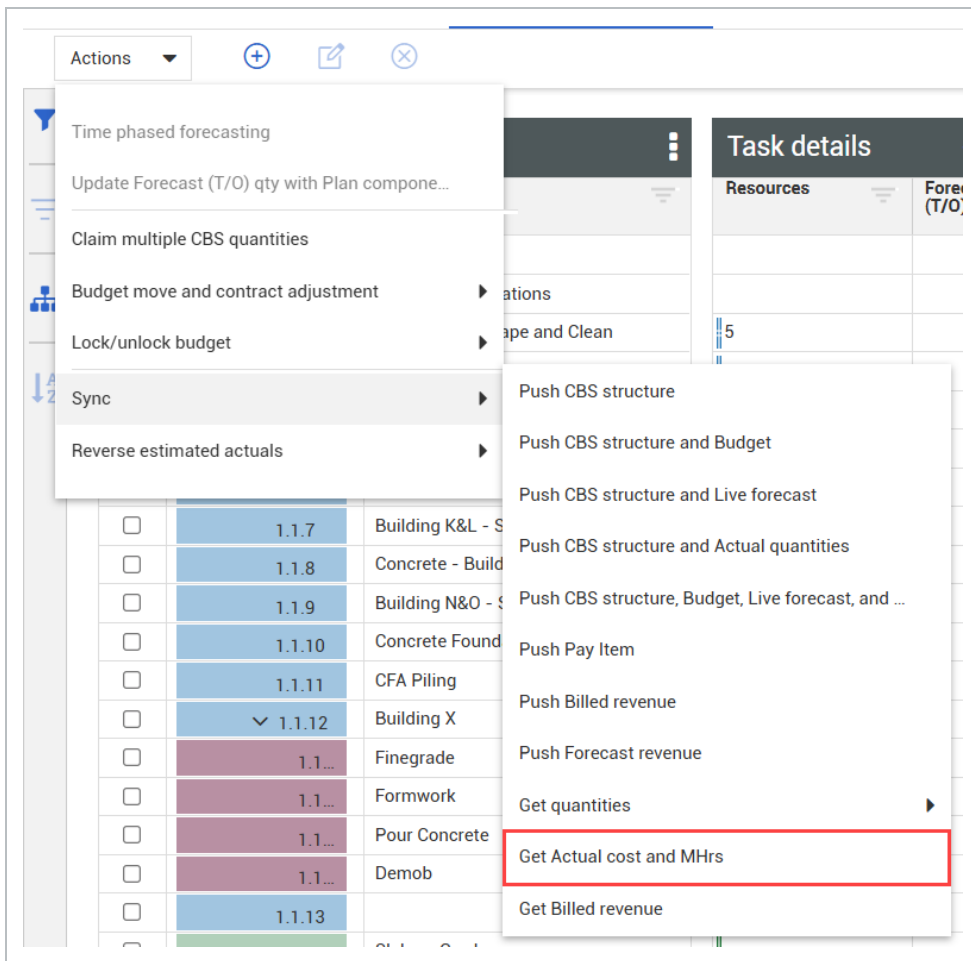 Actions
Time phased forecasting
Update Forecast (T/O) qty with Plan compone...
Claim multiple CBS quantities
Budget move and contract adjustment
Lock/unlock budget
Sync
Reverse estimated actuals
Task details
Resources
(T/O)
5
ape and Clean
Push CBS structure
Push CBS structure and Budget
Push CBS structure and Live forecast
Push CBS structure and Actual quantities
Push CBS structure, Budget, Live forecast, and ...
Push Pay Item
Push Billed revenue
Push Forecast revenue
Get quantities
Get Actual cost and MHrs
Get Billed revenue
1.1.7 Building K&L - S
1.1.8 Concrete - Build
1.1.9 Building N&O - S
1.1.10 Concrete Found
1.1.11 CFA Piling
1.1.12 Building X
1.1... Finegrade
1.1... Formwork
1.1... Pour Concrete
1.1... Demob
1.1.13